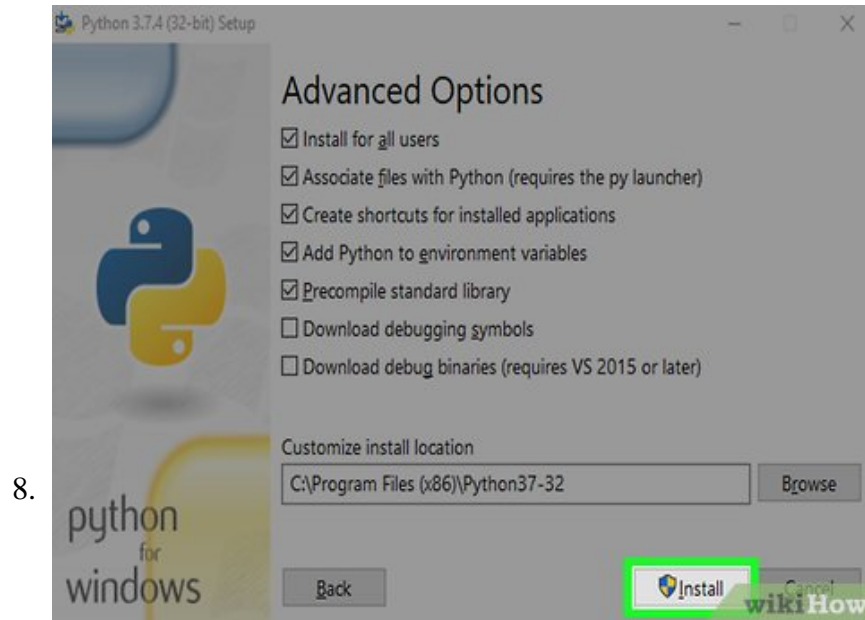 Python 3.7.4 (32-bit) Setup
Advanced Options
Install for all users
Associate files with Python (requires the py launcher)
Create shortcuts for installed applications
Add Python to environment variables
Precompile standard library
Download debugging symbols
Download debug binaries (requires VS 2015 or later)
Customize install location
8.
C:\Program Files (x86)\Python37-32
Browse
python
for
windows
Back
Install
Cancel
wikiHow